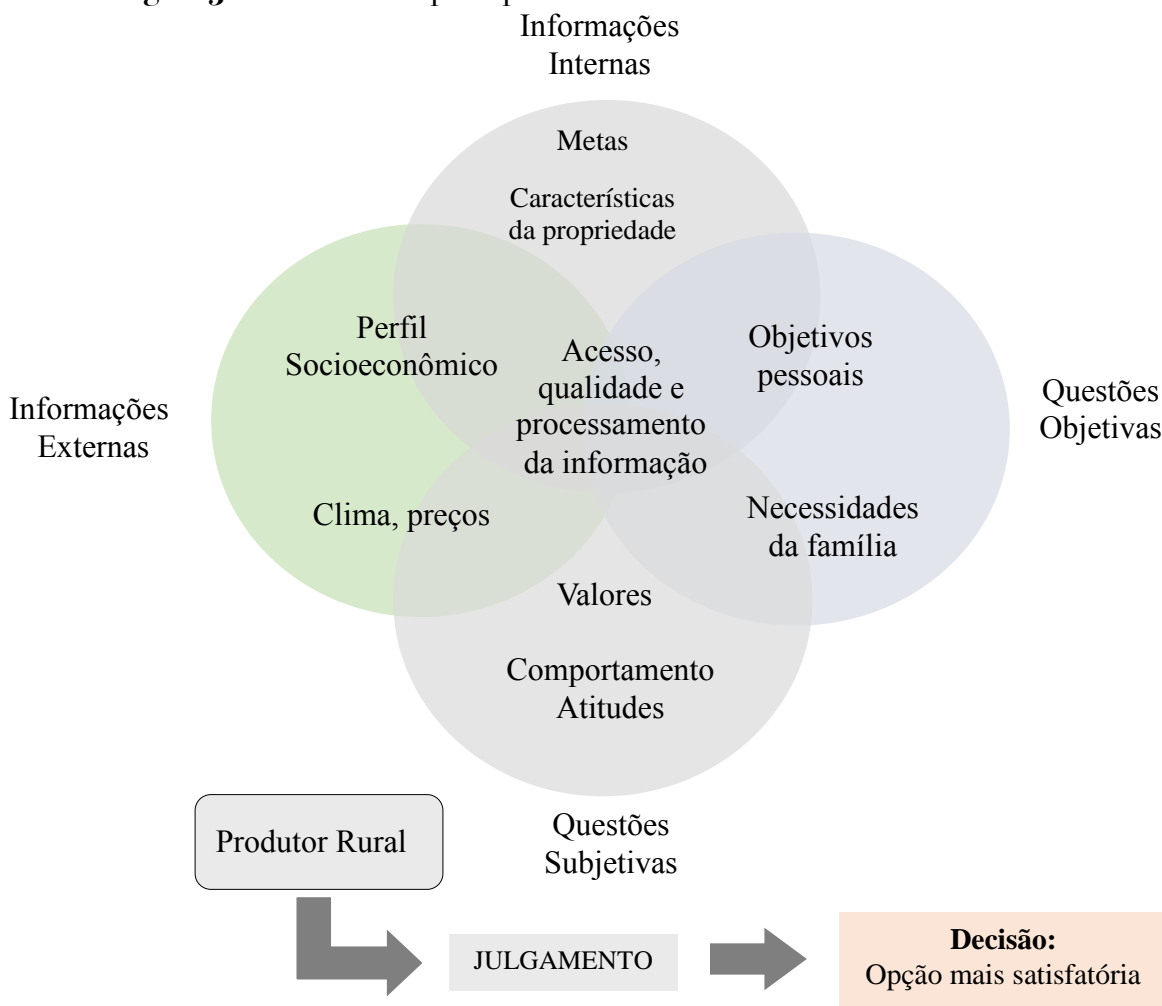 Informações
Internas
Metas
Características
da propriedade
Perfil
Socioeconômico
Acesso,
qualidade e
processamento
da informação
Objetivos
pessoais
Informações
Externas
Questões
Objetivas
Clima, preços
Necessidades
da família
Valores
Comportamento
Atitudes
Questões
Subjetivas
Produtor Rural
JULGAMENTO
Decisão:
Opção mais satisfatória